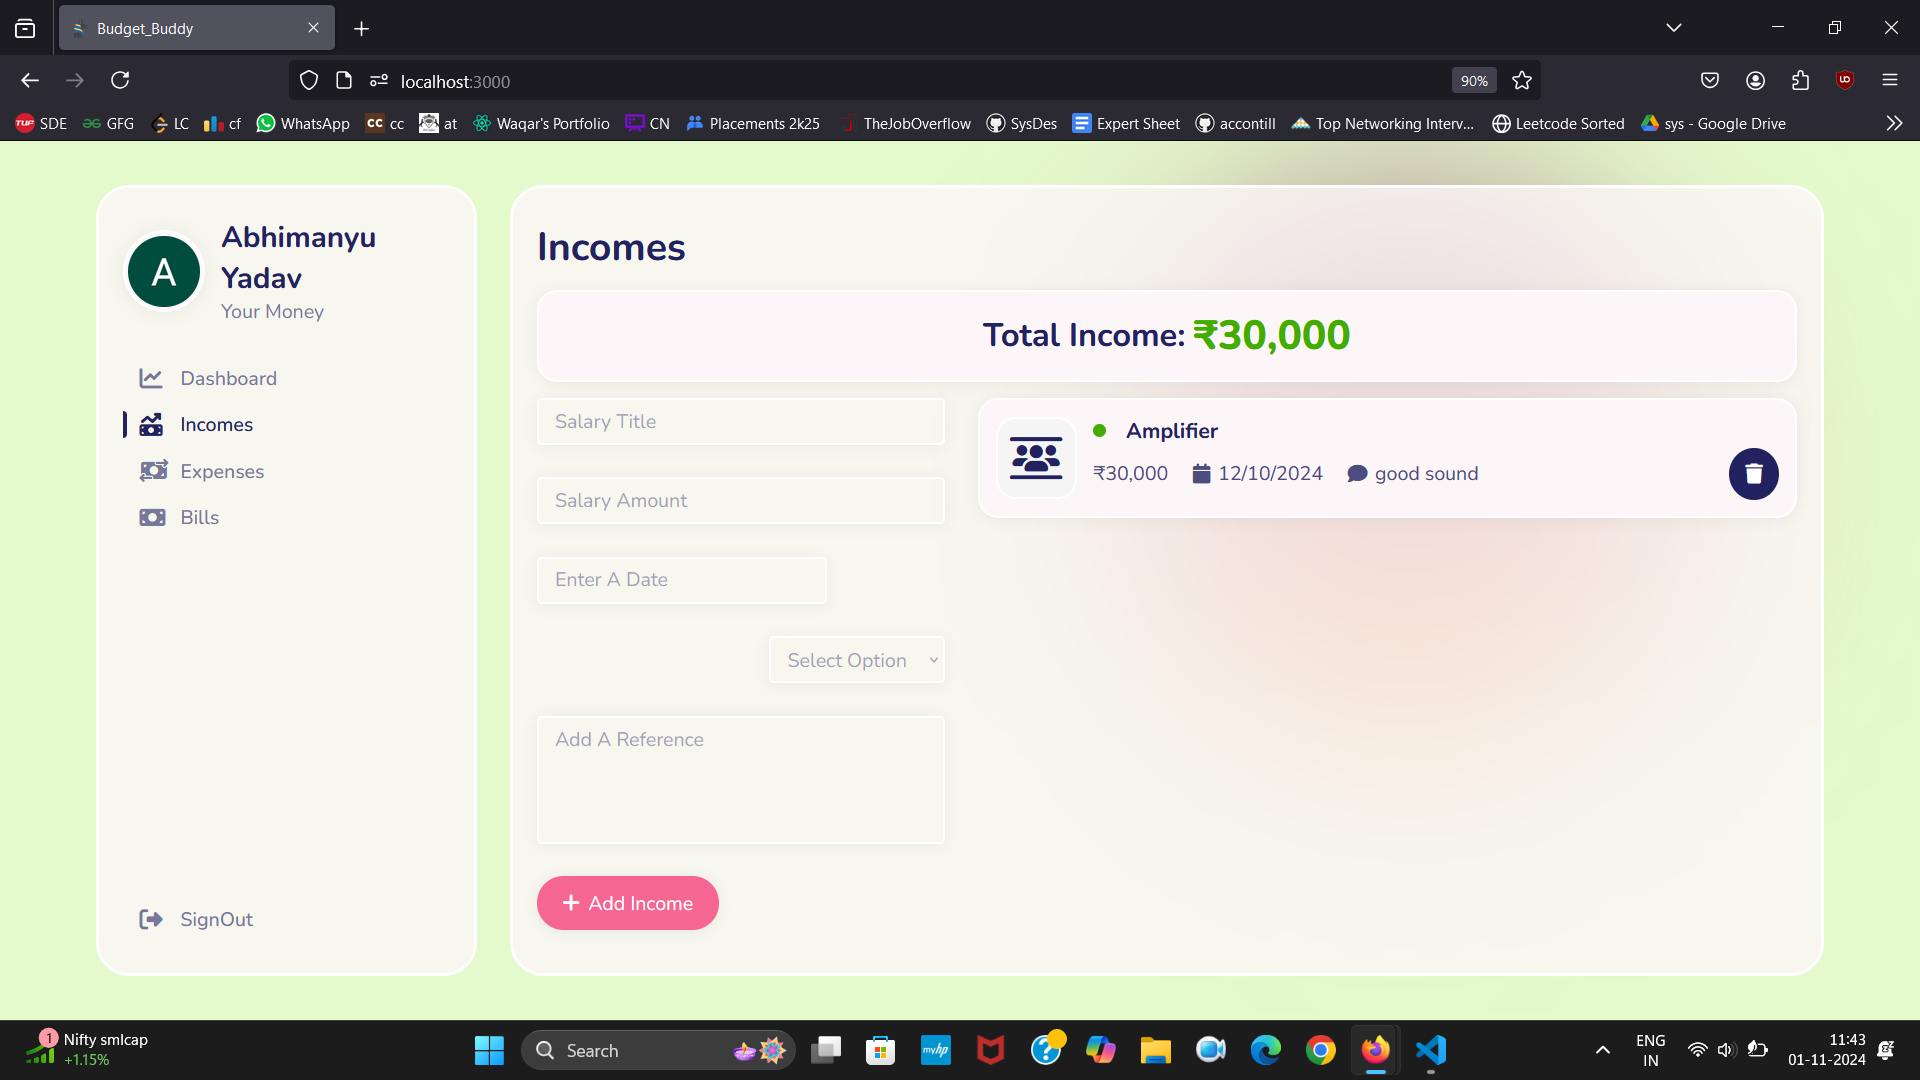 Budget_Buddy
localhost:3000
90%
SDE
GFG
LC
cf
WhatsApp
CC cc
at
Waqar's Portfolio
CN
Placements 2k25
TheJobOverflow
SysDes
Expert Sheet
accontill
Top Networking Interv...
Leetcode Sorted
sys - Google Drive
A
Abhimanyu
Yadav
Your Money
Dashboard
Incomes
Expenses
Bills
SignOut
Incomes
Total Income: ₹30,000
Salary Title
Salary Amount
Enter A Date
Select Option
Add A Reference
+ Add Income
Amplifier
₹30,000 12/10/2024 good sound
1
Nifty smlcap
+1.15%
Search
myhp
ENG
IN
11:43
01-11-2024